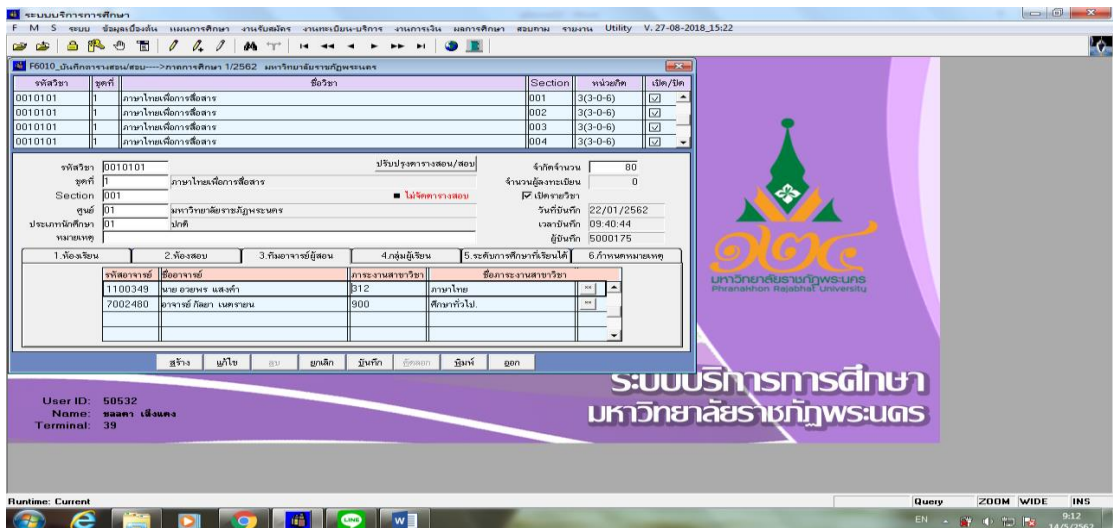 ระบบบริการการศึกษา
F M S ระบบ ข้อมูลเบื้องต้น แผนการศึกษา งานรับสมัคร งานทะเบียน-บริการ งานการเงิน ผลการศึกษา สอบถาม รายงาน Utility V. 27-08-2018_15:22
F6010_บันทึกตารางสอน/สอบ---->ภาคการศึกษา 1/2562 มหาวิทยาลัยราชภัฏพระนคร
รหัสวิชา ชุดที่ ชื่อวิชา Section หน่วยกิต เปิด/ปิด
0010101 1 ภาษาไทยเพื่อการสื่อสาร 001 3(3-0-6)
0010101 1 ภาษาไทยเพื่อการสื่อสาร 002 3(3-0-6)
0010101 1 ภาษาไทยเพื่อการสื่อสาร 003 3(3-0-6)
0010101 1 ภาษาไทยเพื่อการสื่อสาร 004 3(3-0-6)
รหัสวิชา 0010101 ปรับปรุงตารางสอน/สอบ จำกัดจำนวน 80
ชุดที่ 1 ภาษาไทยเพื่อการสื่อสาร จำนวนผู้ลงทะเบียน 0
Section 001 ไม่จัดตารางสอบ เปิดรายวิชา
ศูนย์ 01 มหาวิทยาลัยราชภัฏพระนคร วันที่บันทึก 22/01/2562
ประเภทนักศึกษา 01 ปกติ เวลาบันทึก 09:40:44
หมายเหตุ ผู้บันทึก 5000175
1.ห้องเรียน 2.ห้องสอบ 3.ทีมอาจารย์ผู้สอน 4.กลุ่มผู้เรียน 5.ระดับการศึกษาที่เรียนได้ 6.กำหนดหมายเหตุ
รหัสอาจารย์ ชื่ออาจารย์ ภาระงานสาขาวิชา ชื่อภาระงานสาขาวิชา
1100349 นาย อวยพร แสงคำ 312 ภาษาไทย
7002480 อาจารย์ กัลยา เนตรายน 900 ศึกษาทั่วไป.
สร้าง แก้ไข ลบ ยกเลิก บันทึก คัดลอก พิมพ์ ออก
มหาวิทยาลัยราชภัฏพระนคร
Phranakhon Rajabhat University
ระบบบริการการศึกษา
มหาวิทยาลัยราชภัฏพระนคร
User ID: 50532
Name: ชลลดา เน็งแดง
Terminal: 39
Runtime: Current Query ZOOM WIDE INS
EN 9:12
14/5/2562